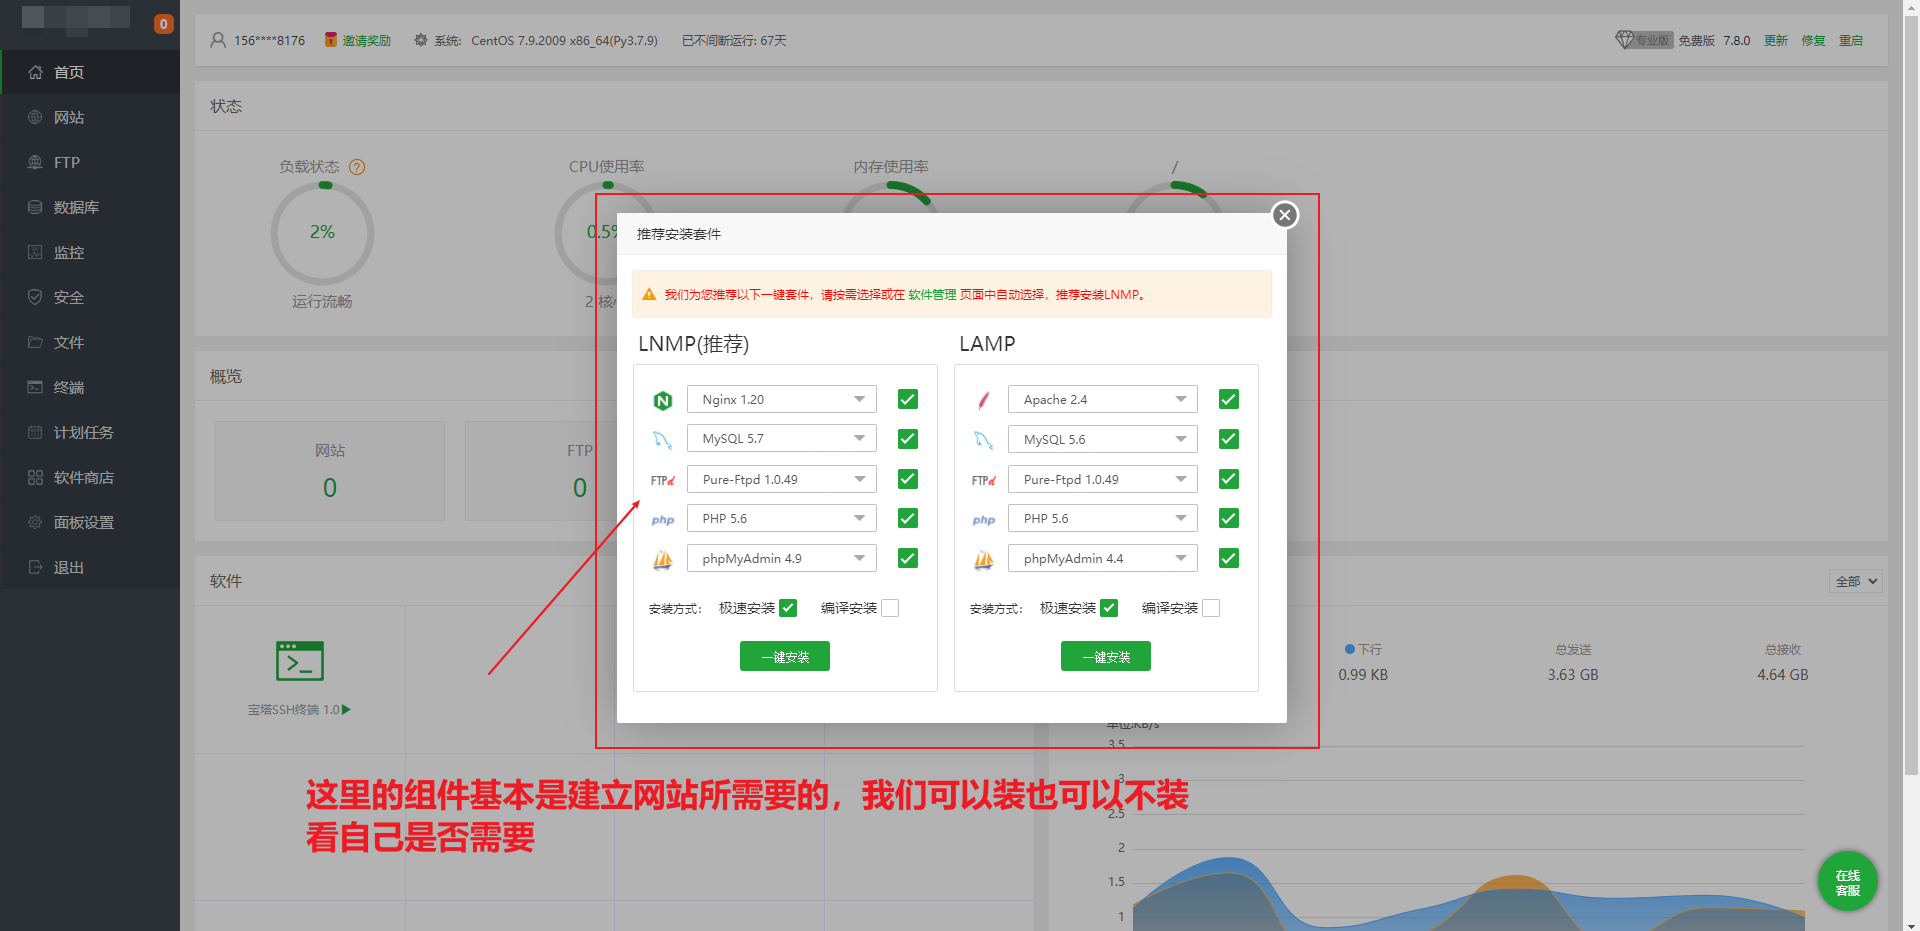 0
156****8176
邀请奖励
系统: CentOS 7.9.2009 x86_64(Py3.7.9)
已不间断运行: 67天
专业版
免费版
7.8.0
更新
修复
重启
首页
网站
FTP
数据库
监控
安全
文件
终端
计划任务
软件商店
面板设置
退出
状态
负载状态 ?
CPU使用率
内存使用率
/
2%
0.5%
运行流畅
2 核
概览
网站
0
FTP
0
软件
宝塔SSH终端 1.0
推荐安装套件
我们为您推荐以下一键套件，请按需选择或在 软件管理 页面中自动选择，推荐安装LNMP。
LNMP(推荐)
Nginx 1.20
MySQL 5.7
FTPd
Pure-Ftpd 1.0.49
php
PHP 5.6
phpMyAdmin 4.9
安装方式:
极速安装
编译安装
一键安装
LAMP
Apache 2.4
MySQL 5.6
FTPd
Pure-Ftpd 1.0.49
php
PHP 5.6
phpMyAdmin 4.4
安装方式:
极速安装
编译安装
一键安装
全部
下行
0.99 KB
总发送
3.63 GB
总接收
4.64 GB
单位:KB/s
3.5
3
2.5
2
1.5
1
这里的组件基本是建立网站所需要的，我们可以装也可以不装
看自己是否需要
在线
客服